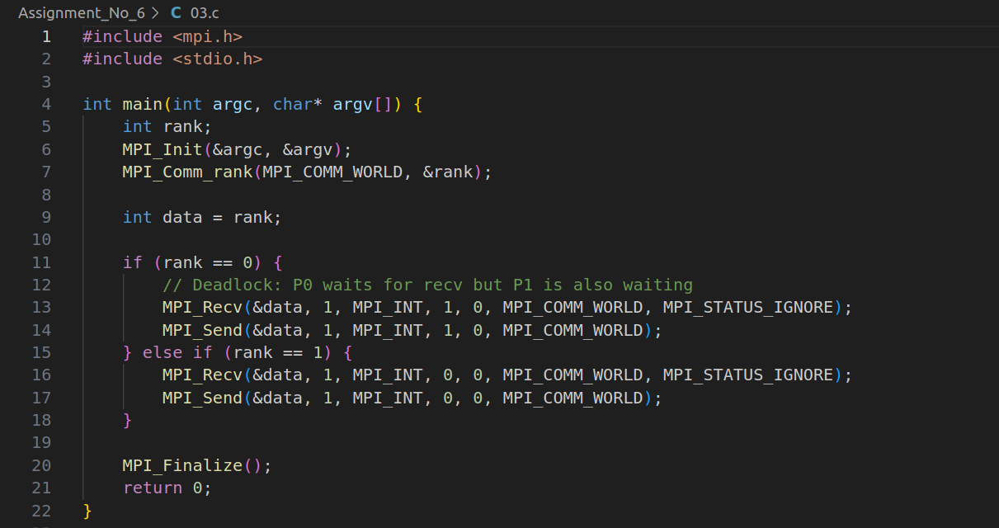 Assignment_No_6 > C 03.c
1 #include <mpi.h>
2 #include <stdio.h>
3
4 int main(int argc, char* argv[]) {
5     int rank;
6     MPI_Init(&argc, &argv);
7     MPI_Comm_rank(MPI_COMM_WORLD, &rank);
8
9     int data = rank;
10
11     if (rank == 0) {
12         // Deadlock: P0 waits for recv but P1 is also waiting
13         MPI_Recv(&data, 1, MPI_INT, 1, 0, MPI_COMM_WORLD, MPI_STATUS_IGNORE);
14         MPI_Send(&data, 1, MPI_INT, 1, 0, MPI_COMM_WORLD);
15     } else if (rank == 1) {
16         MPI_Recv(&data, 1, MPI_INT, 0, 0, MPI_COMM_WORLD, MPI_STATUS_IGNORE);
17         MPI_Send(&data, 1, MPI_INT, 0, 0, MPI_COMM_WORLD);
18     }
19
20     MPI_Finalize();
21     return 0;
22 }